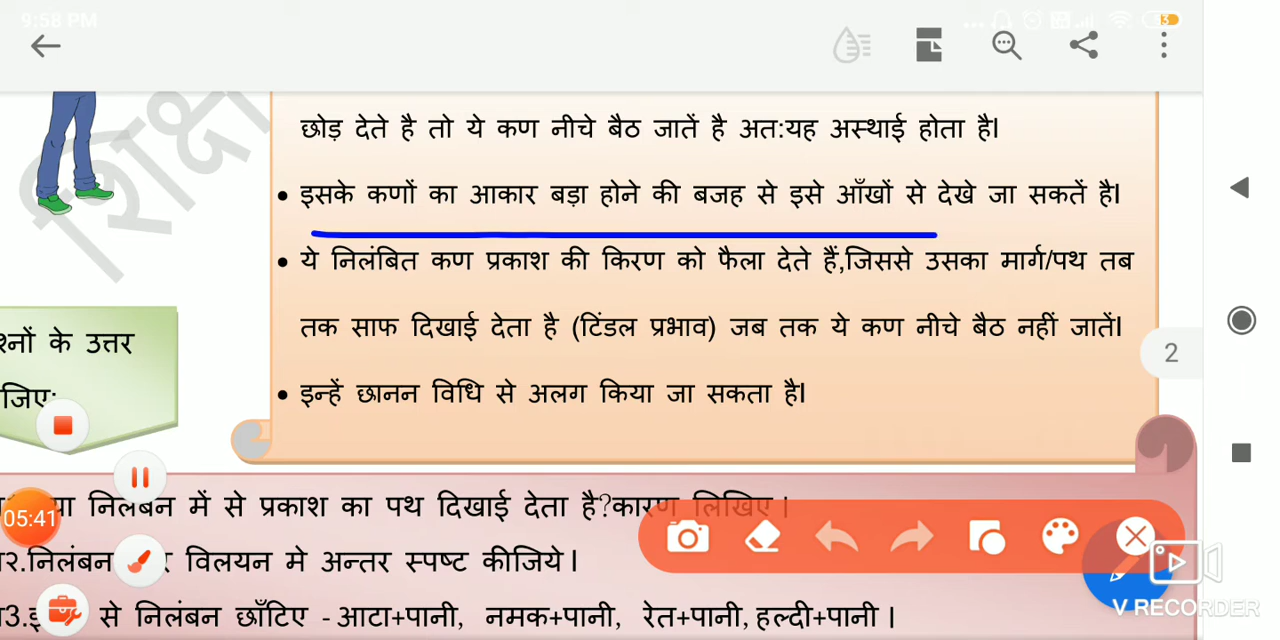 9:58 PM
शिक्ष
छोड़ देते है तो ये कण नीचे बैठ जातें है अत:यह अस्थाई होता है।
• इसके कणों का आकार बड़ा होने की बजह से इसे आँखों से देखे जा सकतें है।
• ये निलंबित कण प्रकाश की किरण को फैला देते हैं,जिससे उसका मार्ग/पथ तब
तक साफ दिखाई देता है (टिंडल प्रभाव) जब तक ये कण नीचे बैठ नहीं जातें।
• इन्हें छानन विधि से अलग किया जा सकता है।
2
श्नों के उत्तर
जिए:
निलंबन में से प्रकाश का पथ दिखाई देता है?कारण लिखिए ।
२.निलंबन विलयन मे अन्तर स्पष्ट कीजिये ।
3.इ से निलंबन छाँटिए - आटा+पानी, नमक+पानी, रेत+पानी, हल्दी+पानी ।
05:41
V RECORDER